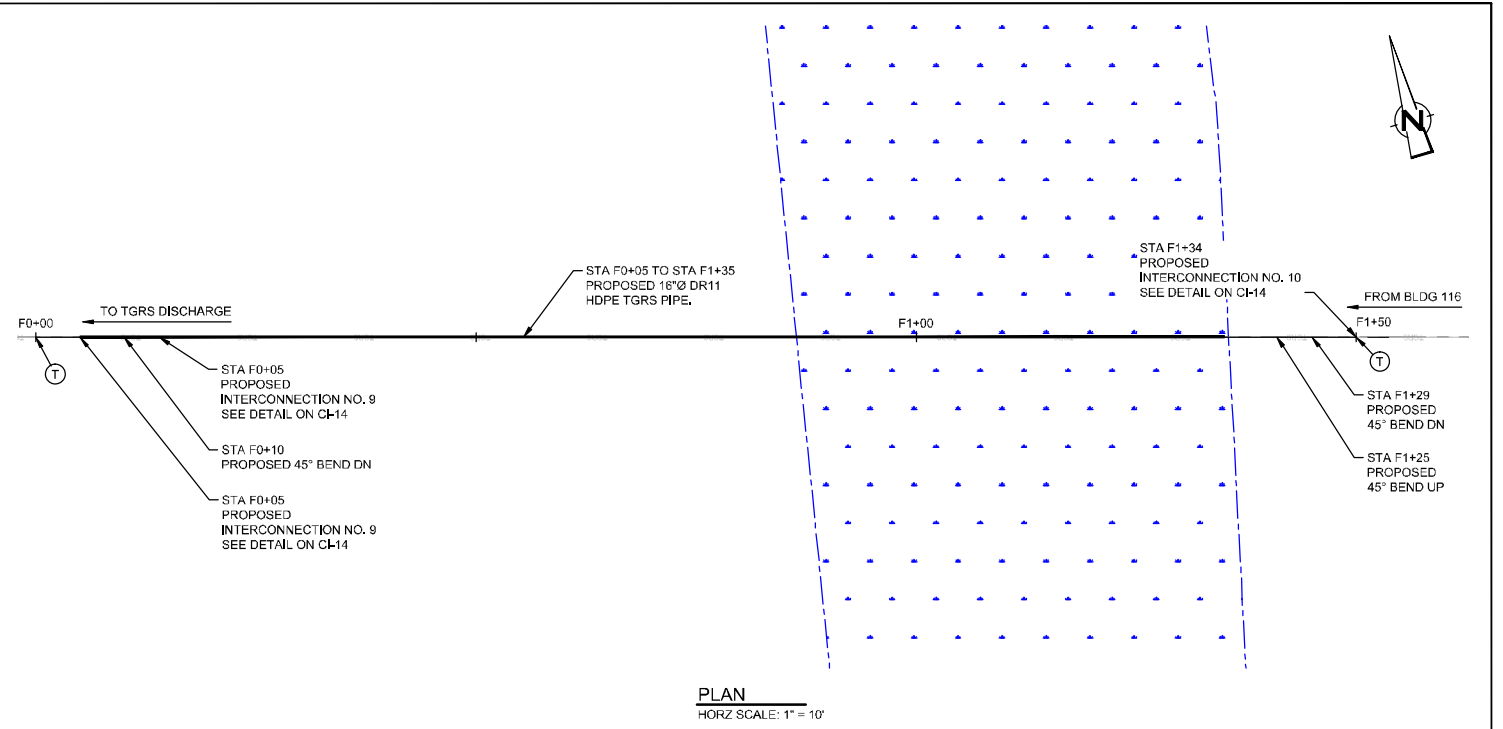 N
STA F1+34
PROPOSED
INTERCONNECTION NO. 10
SEE DETAIL ON CI-14
STA F0+05 TO STA F1+35
PROPOSED 16"Ø DR11
HDPE TGRS PIPE.
TO TGRS DISCHARGE
FROM BLDG 116
F0+00
F1+00
F1+50
T
T
STA F0+05
PROPOSED
INTERCONNECTION NO. 9
SEE DETAIL ON CI-14
STA F0+10
PROPOSED 45° BEND DN
STA F0+05
PROPOSED
INTERCONNECTION NO. 9
SEE DETAIL ON CI-14
STA F1+29
PROPOSED
45° BEND DN
STA F1+25
PROPOSED
45° BEND UP
PLAN
HORZ SCALE: 1" = 10'